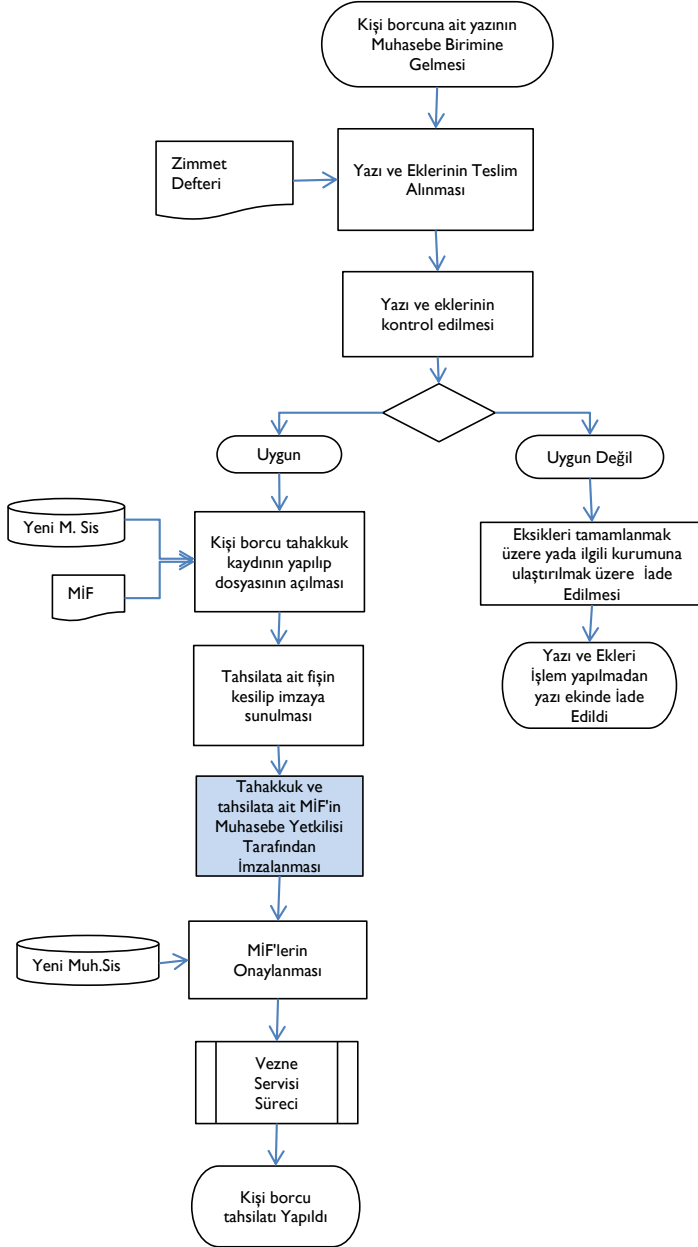 Kişi borcuna ait yazının
Muhasebe Birimine
Gelmesi
Zimmet
Defteri
Yazı ve Eklerinin Teslim
Alınması
Yazı ve eklerinin
kontrol edilmesi
Uygun
Uygun Değil
Yeni M. Sis
MİF
Kişi borcu tahakkuk
kaydının yapılıp
dosyasının açılması
Eksikleri tamamlanmak
üzere yada ilgili kurumuna
ulaştırılmak üzere İade
Edilmesi
Tahsilata ait fişin
kesilip imzaya
sunulması
Yazı ve Ekleri
İşlem yapılmadan
yazı ekinde İade
Edildi
Tahakkuk ve
tahsilata ait MİF'in
Muhasebe Yetkilisi
Tarafından
İmzalanması
Yeni Muh.Sis
MİF'lerin
Onaylanması
Vezne
Servisi
Süreci
Kişi borcu
tahsilatı Yapıldı